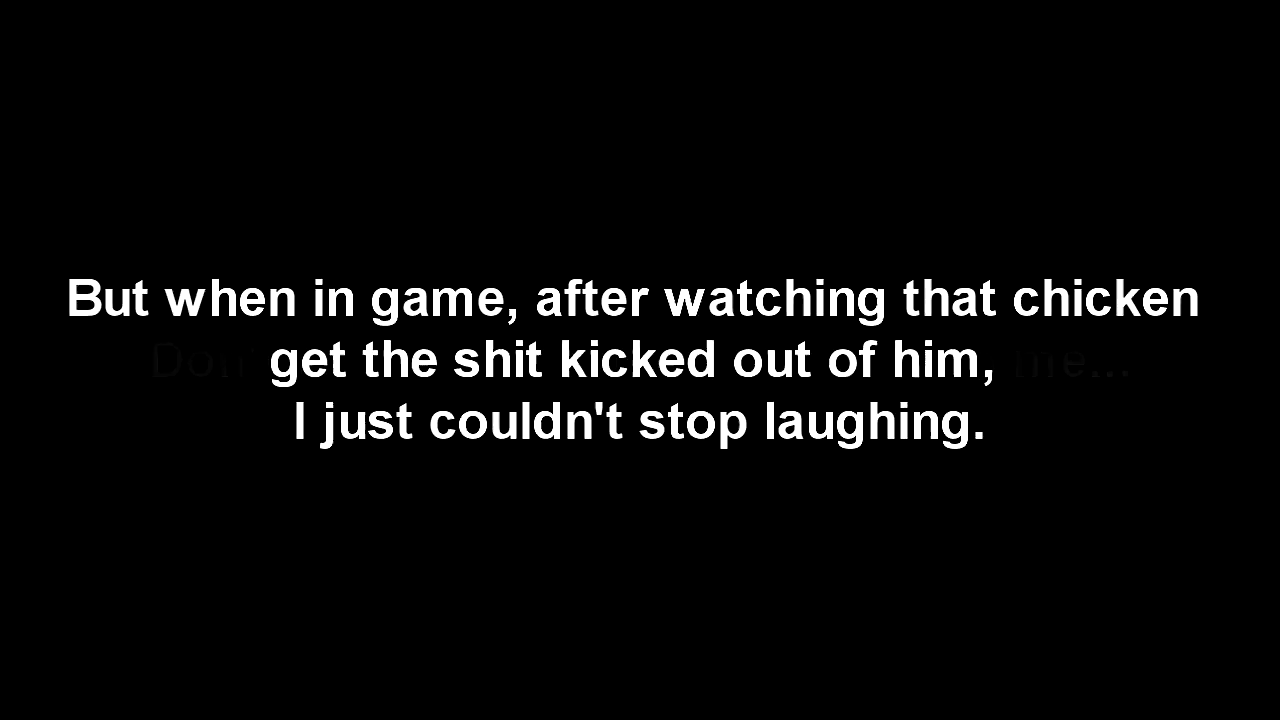 But when in game, after watching that chicken
get the shit kicked out of him,
I just couldn't stop laughing.